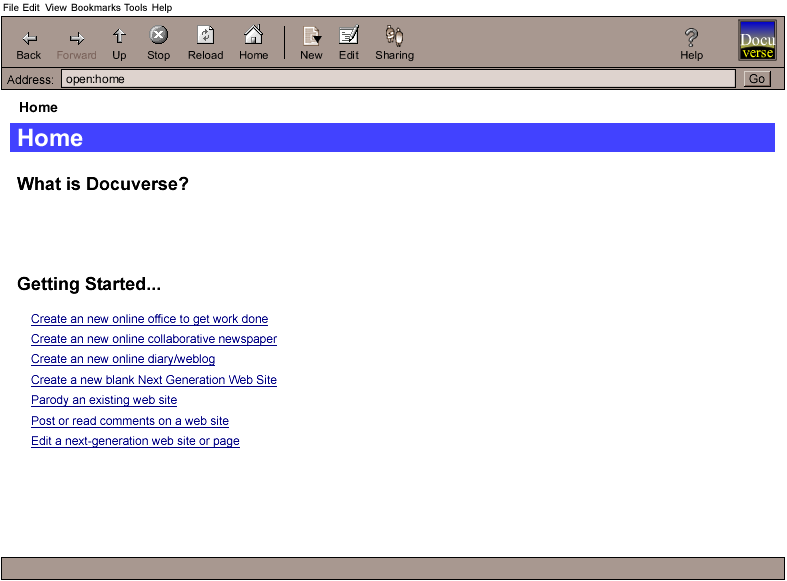 File Edit View Bookmarks Tools Help
Back Forward Up Stop Reload Home New Edit Sharing Help Docu
verse
Address: open:home Go
Home
Home
What is Docuverse?
Getting Started...
Create an new online office to get work done
Create an new online collaborative newspaper
Create an new online diary/weblog
Create a new blank Next Generation Web Site
Parody an existing web site
Post or read comments on a web site
Edit a next-generation web site or page